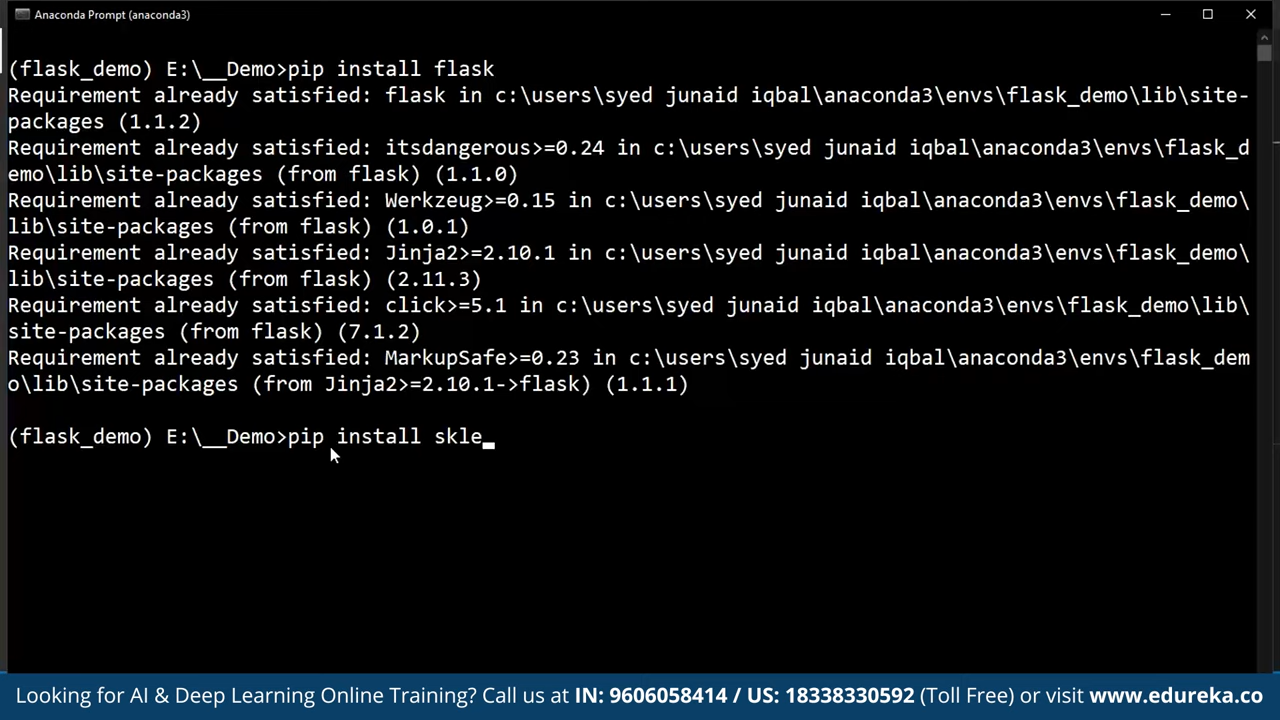 Anaconda Prompt (anaconda3)
(flask_demo) E:\__Demo>pip install flask
Requirement already satisfied: flask in c:\users\syed junaid iqbal\anaconda3\envs\flask_demo\lib\site-
packages (1.1.2)
Requirement already satisfied: itsdangerous>=0.24 in c:\users\syed junaid iqbal\anaconda3\envs\flask_d
emo\lib\site-packages (from flask) (1.1.0)
Requirement already satisfied: Werkzeug>=0.15 in c:\users\syed junaid iqbal\anaconda3\envs\flask_demo\
lib\site-packages (from flask) (1.0.1)
Requirement already satisfied: Jinja2>=2.10.1 in c:\users\syed junaid iqbal\anaconda3\envs\flask_demo\
lib\site-packages (from flask) (2.11.3)
Requirement already satisfied: click>=5.1 in c:\users\syed junaid iqbal\anaconda3\envs\flask_demo\lib\
site-packages (from flask) (7.1.2)
Requirement already satisfied: MarkupSafe>=0.23 in c:\users\syed junaid iqbal\anaconda3\envs\flask_dem
o\lib\site-packages (from Jinja2>=2.10.1->flask) (1.1.1)
(flask_demo) E:\__Demo>pip install skle
Looking for AI & Deep Learning Online Training? Call us at IN: 9606058414 / US: 18338330592 (Toll Free) or visit www.edureka.co